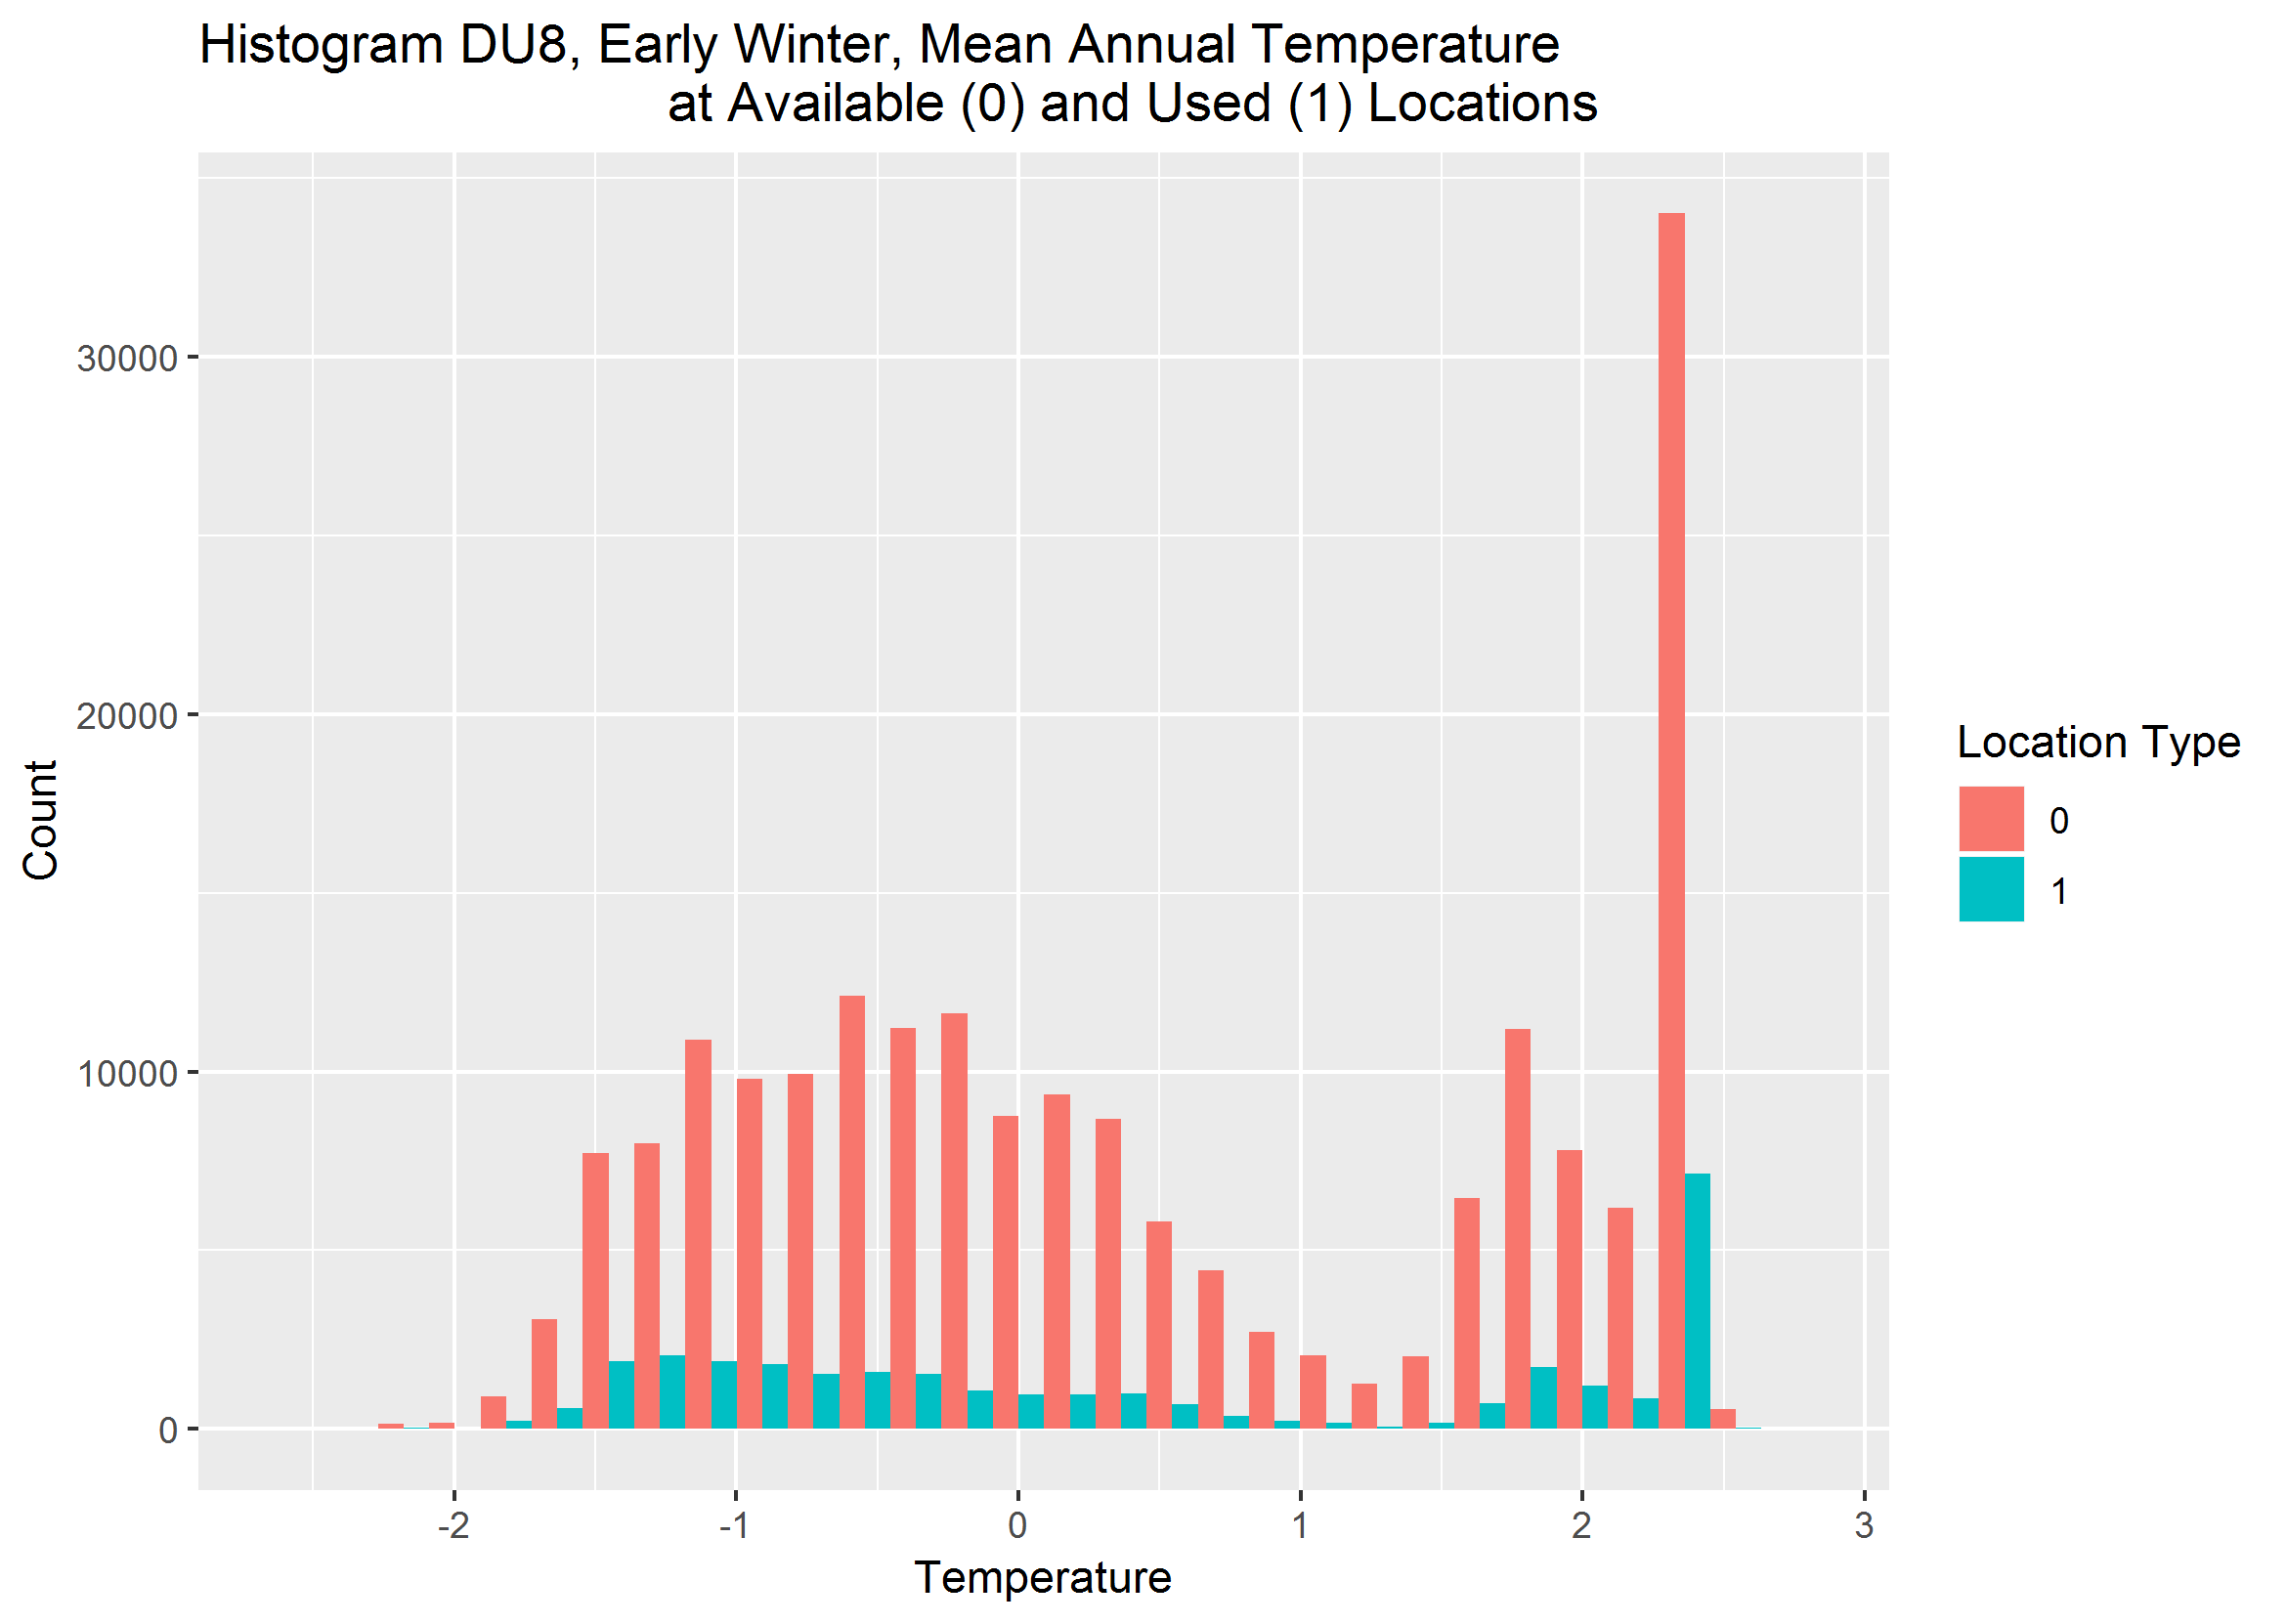 Histogram DU8, Early Winter, Mean Annual Temperature
at Available (0) and Used (1) Locations
30000
20000
10000
0
Count
-2
-1
0
1
2
3
Temperature
Location Type
0
1